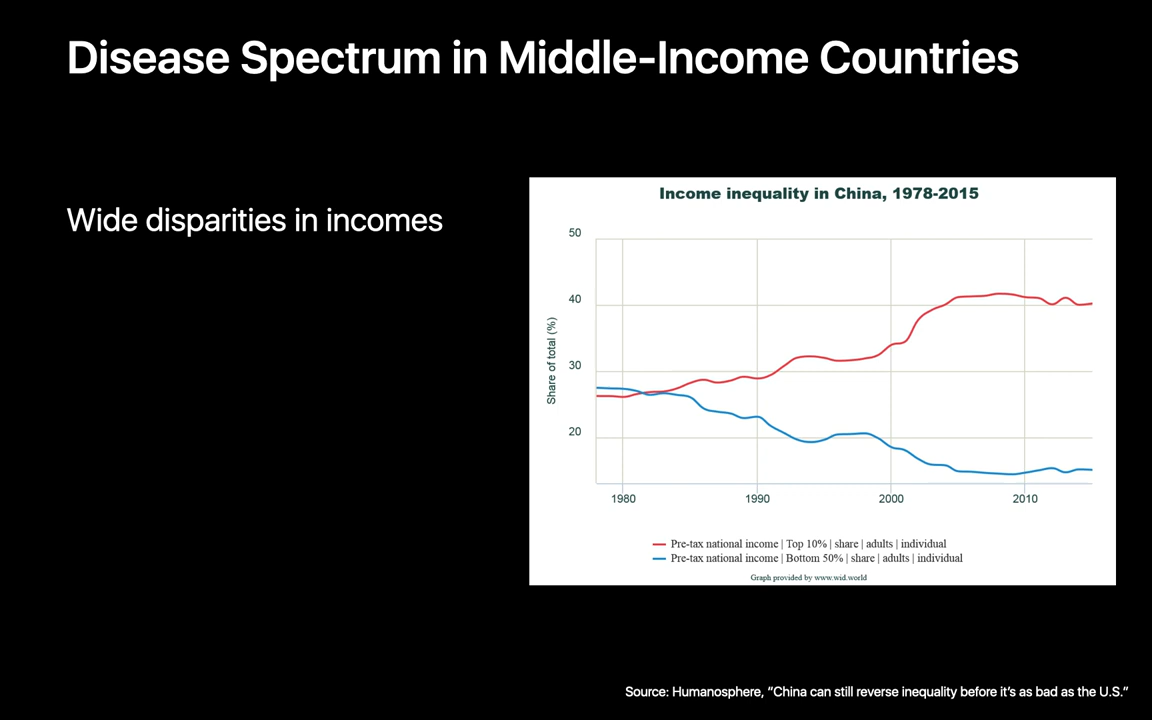 Disease Spectrum in Middle-Income Countries
Wide disparities in incomes
Income inequality in China, 1978-2015
Share of total (%)
50
40
30
20
1980 1990 2000 2010
Pre-tax national income | Top 10% | share | adults | individual
Pre-tax national income | Bottom 50% | share | adults | individual
Graph provided by www.wid.world
Source: Humanosphere, “China can still reverse inequality before it’s as bad as the U.S.”